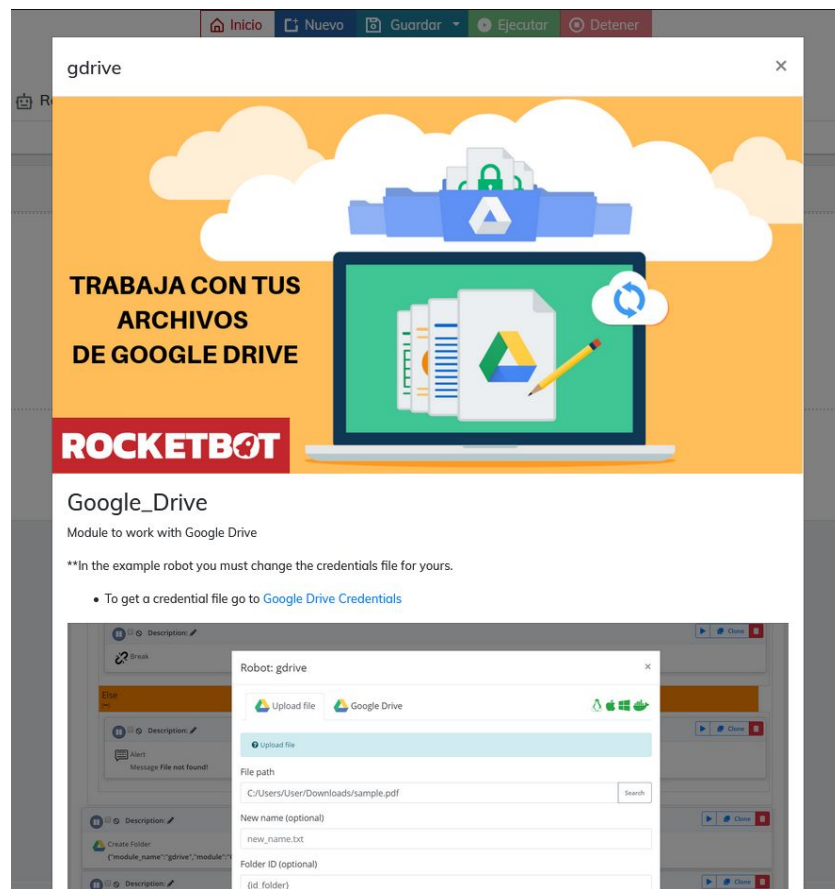 Inicio
Nuevo
Guardar
Ejecutar
Detener
gdrive
×
TRABAJA CON TUS
ARCHIVOS
DE GOOGLE DRIVE
ROCKETBOT
Google_Drive
Module to work with Google Drive
**In the example robot you must change the credentials file for yours.
• To get a credential file go to Google Drive Credentials
Description:
Clone
Break
Robot: gdrive
×
Else
Upload file
Google Drive
Description:
Clone
Upload file
Alert
Message File not found!
File path
C:/Users/User/Downloads/sample.pdf
Search
New name (optional)
Description:
Clone
new_name.txt
Create Folder
{"module_name":"gdrive","module":
Folder ID (optional)
Description:
Clone
{id_folder}